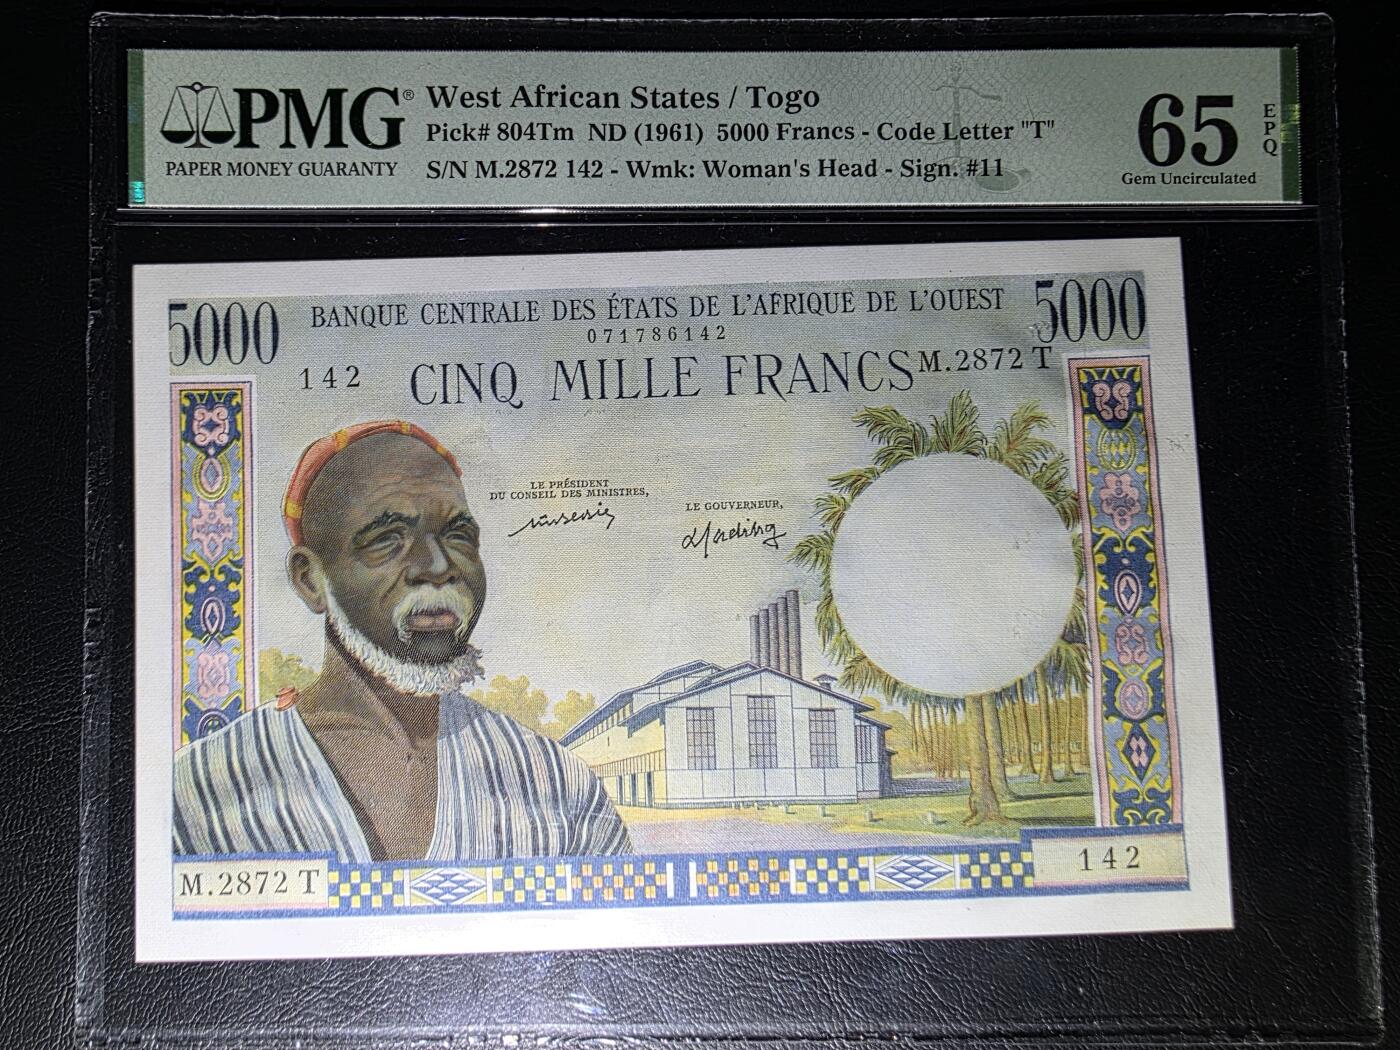 PMG®
PAPER MONEY GUARANTY
West African States / Togo
Pick# 804Tm ND (1961) 5000 Francs - Code Letter "T"
S/N M.2872 142 - Wmk: Woman's Head - Sign. #11
65
EPQ
Gem Uncirculated
5000
BANQUE CENTRALE DES ÉTATS DE L'AFRIQUE DE L'OUEST
5000
071786142
142
CINQ MILLE FRANCS
M.2872 T
LE PRÉSIDENT
DU CONSEIL DES MINISTRES,
LE GOUVERNEUR,
M.2872 T
142